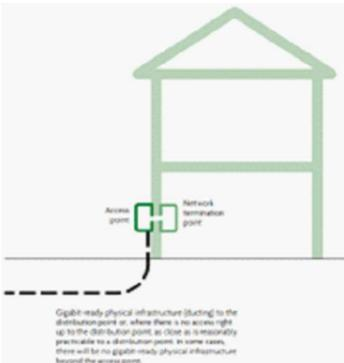 Access
point
Network
termination
point
Gigabit-ready physical infrastructure (ducting) to the
distribution point or, where there is no access right
up to the distribution point, as close as is reasonably
practicable to a distribution point. In some cases,
there will be no gigabit-ready physical infrastructure
beyond the access point.